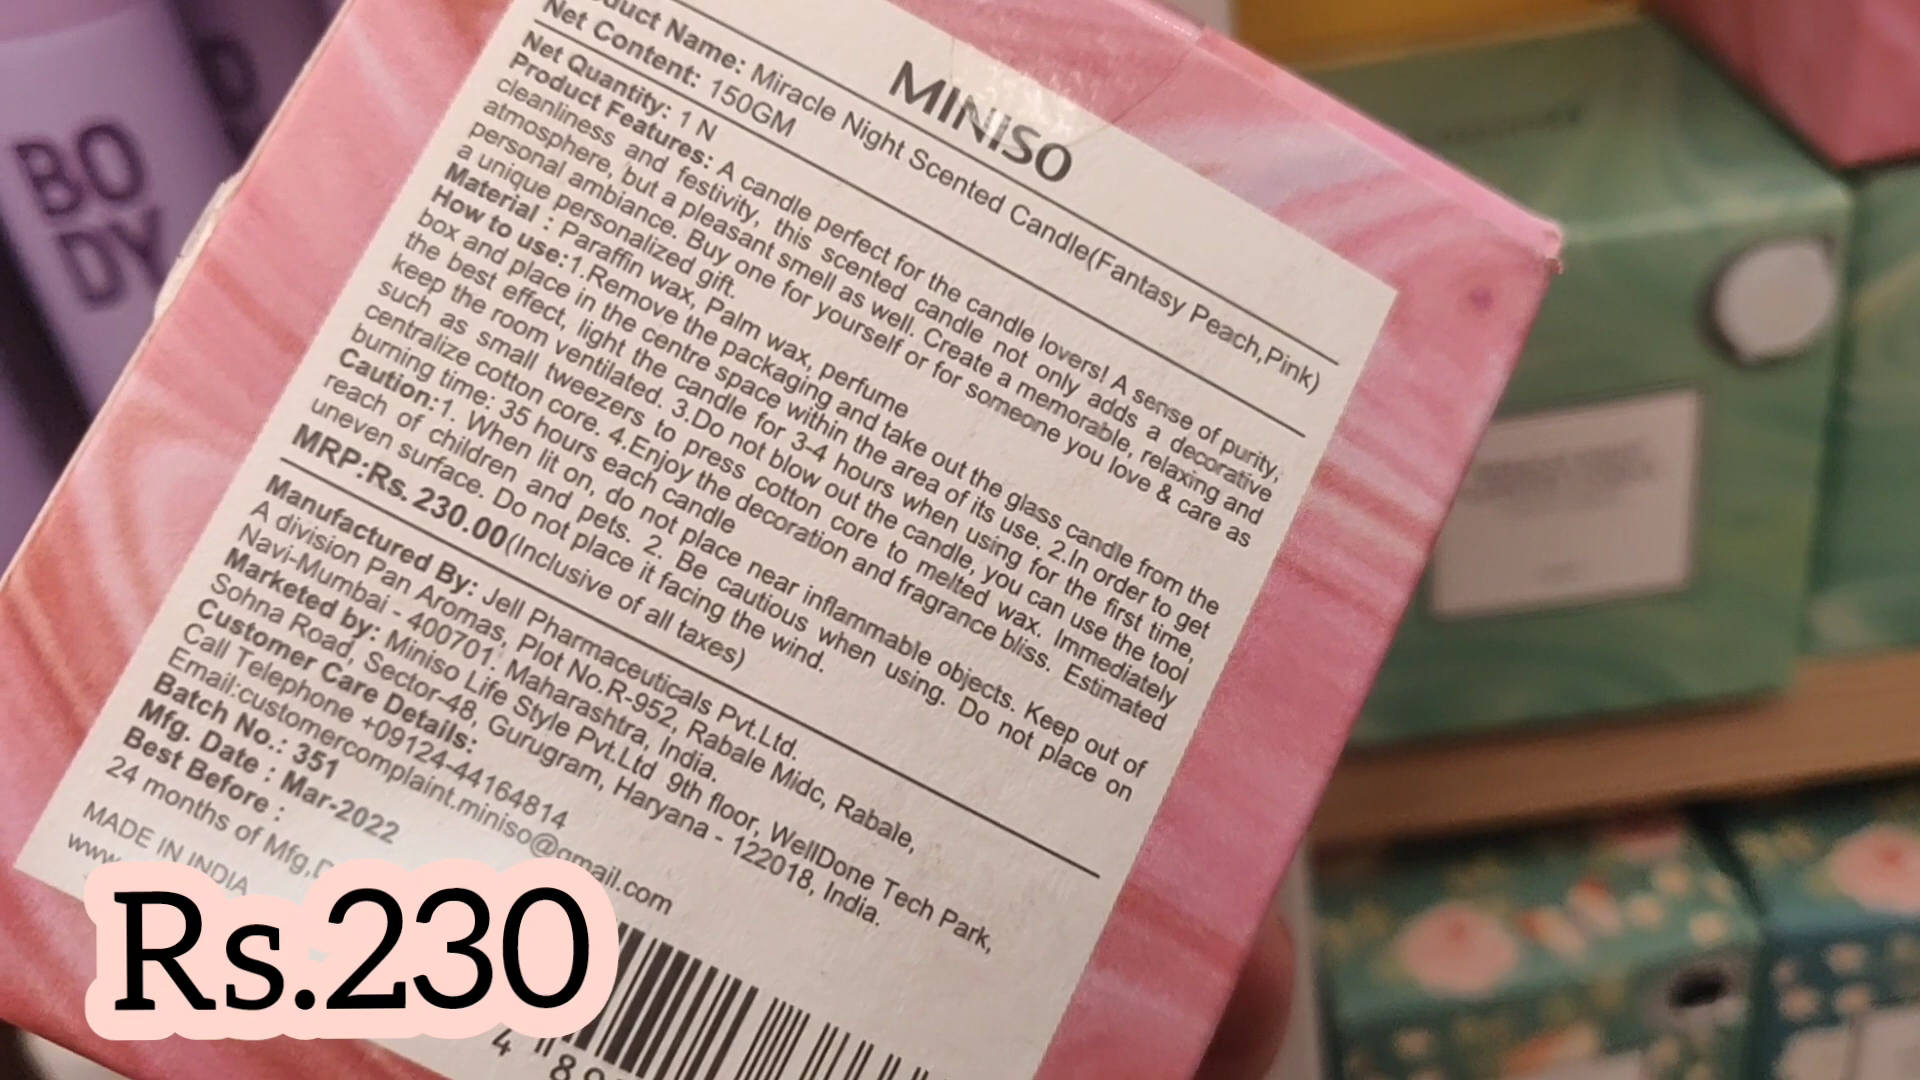 MINISO
Product Name: Miracle Night Scented Candle(Fantasy Peach,Pink)
Net Content: 150GM
Net Quantity: 1 N
Product Features: A candle perfect for the candle lovers! A sense of purity,
cleanliness and festivity, this scented candle not only adds a decorative
atmosphere, but a pleasant smell as well. Create a memorable, relaxing and
personal ambiance. Buy one for yourself or for someone you love & care as
a unique personalized gift.
Material : Paraffin wax, Palm wax, perfume
How to use:1.Remove the packaging and take out the glass candle from the
box and place in the centre space within the area of its use. 2.In order to get
the best effect, light the candle for 3-4 hours when using for the first time,
keep the room ventilated. 3.Do not blow out the candle, you can use the tool
such as small tweezers to press cotton core to melted wax. Immediately
centralize cotton core. 4.Enjoy the decoration and fragrance bliss. Estimated
burning time: 35 hours each candle
Caution:1. When lit on, do not place near inflammable objects. Keep out of
reach of children and pets. 2. Be cautious when using. Do not place on
uneven surface. Do not place it facing the wind.
MRP:Rs. 230.00(Inclusive of all taxes)
Manufactured By: Jell Pharmaceuticals Pvt.Ltd.
A division Pan Aromas, Plot No.R-952, Rabale Midc, Rabale,
Navi-Mumbai - 400701. Maharashtra, India.
Marketed by: Miniso Life Style Pvt.Ltd 9th floor, WellDone Tech Park,
Sohna Road, Sector-48, Gurugram, Haryana - 122018, India.
Customer Care Details:
Call Telephone +09124-44164814
Email:customercomplaint.miniso@gmail.com
Batch No.: 351
Mfg. Date : Mar-2022
Best Before :
24 months of Mfg,D
MADE IN INDIA
www.
Rs.230
BO
DY